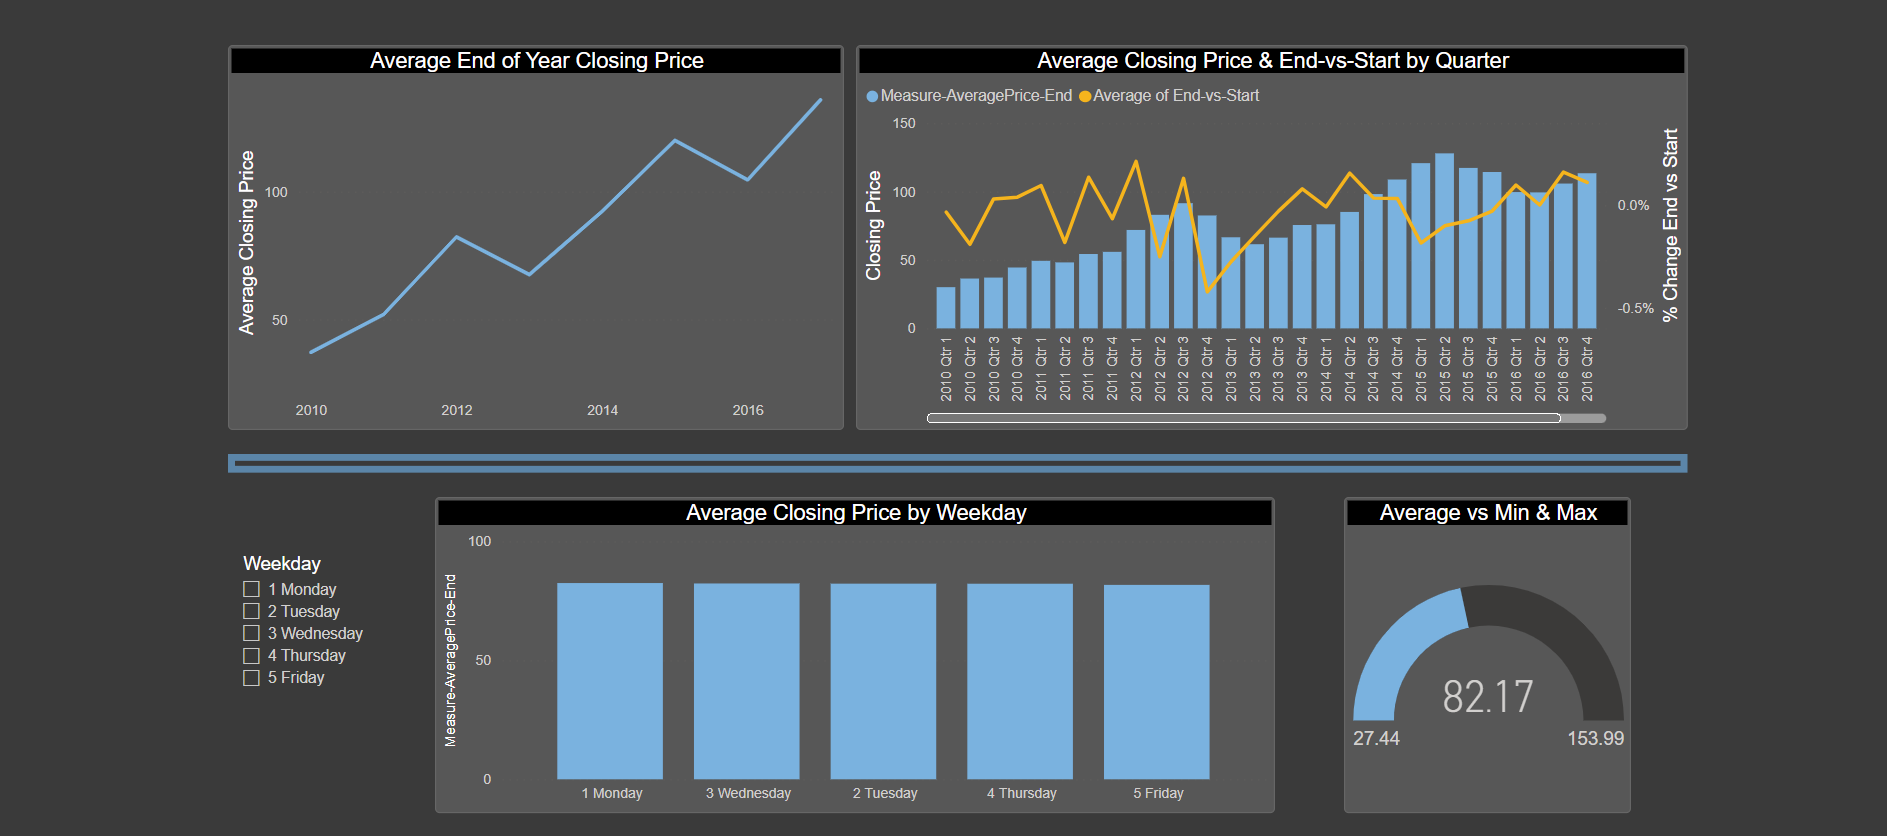 Average End of Year Closing Price
Average Closing Price
100
50
2010 2012 2014 2016
Average Closing Price & End-vs-Start by Quarter
Measure-AveragePrice-End Average of End-vs-Start
Closing Price
150
100
50
0
% Change End vs Start
0.0%
-0.5%
2010 Qtr 1
2010 Qtr 2
2010 Qtr 3
2010 Qtr 4
2011 Qtr 1
2011 Qtr 2
2011 Qtr 3
2011 Qtr 4
2012 Qtr 1
2012 Qtr 2
2012 Qtr 3
2012 Qtr 4
2013 Qtr 1
2013 Qtr 2
2013 Qtr 3
2013 Qtr 4
2014 Qtr 1
2014 Qtr 2
2014 Qtr 3
2014 Qtr 4
2015 Qtr 1
2015 Qtr 2
2015 Qtr 3
2015 Qtr 4
2016 Qtr 1
2016 Qtr 2
2016 Qtr 3
2016 Qtr 4
Weekday
1 Monday
2 Tuesday
3 Wednesday
4 Thursday
5 Friday
Average Closing Price by Weekday
Measure-AveragePrice-End
100
50
0
1 Monday 3 Wednesday 2 Tuesday 4 Thursday 5 Friday
Average vs Min & Max
82.17
27.44 153.99